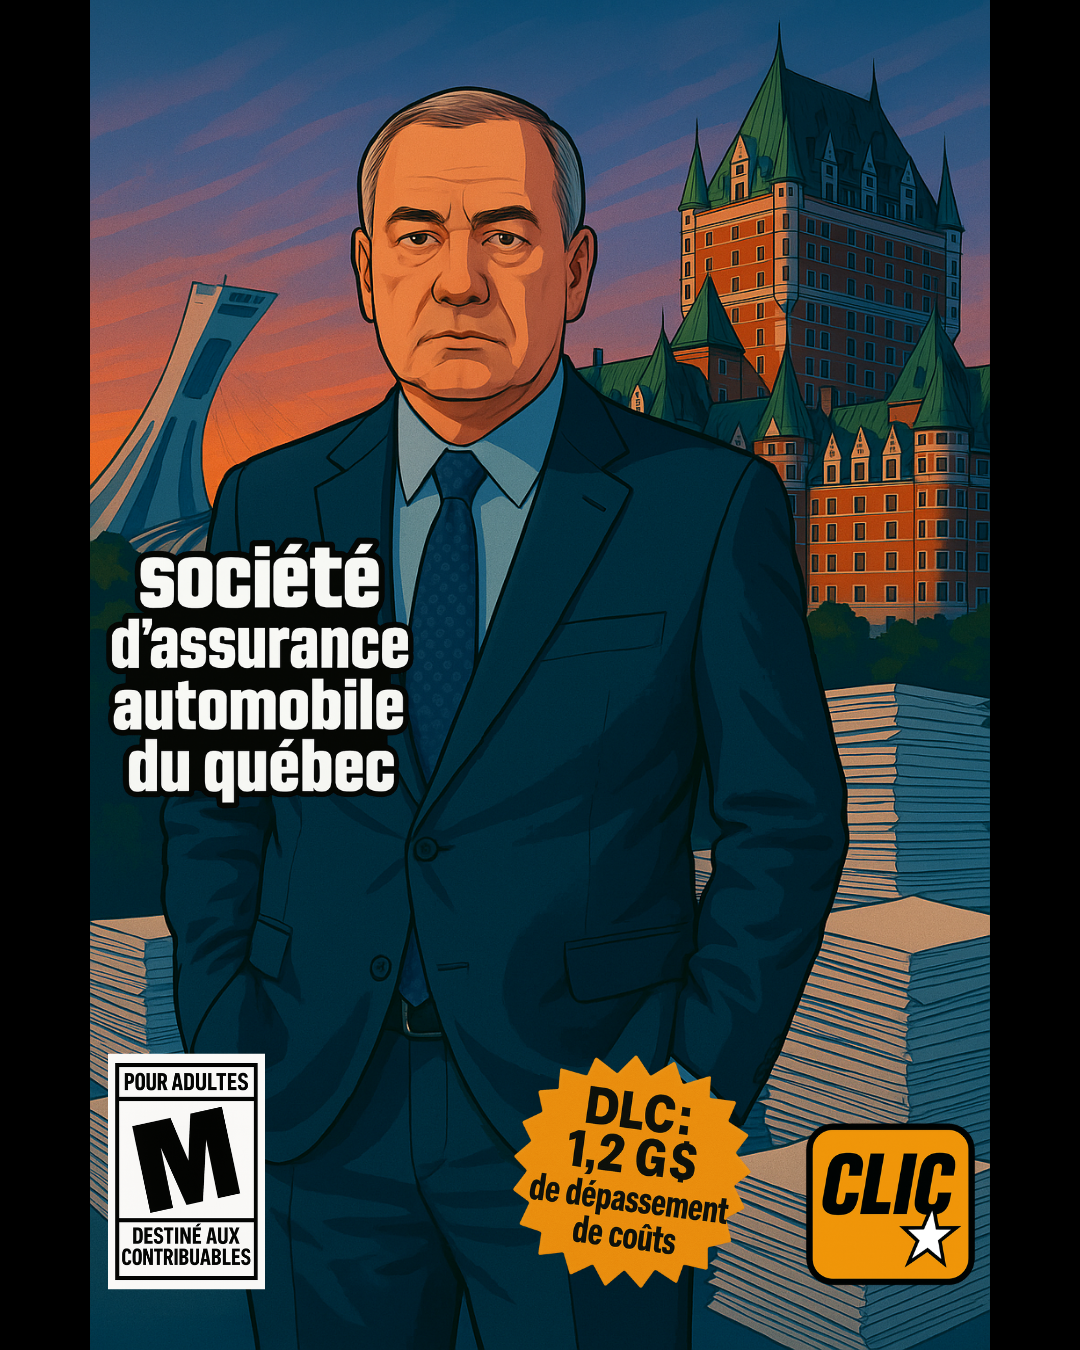 société
d'assurance
automobile
du québec
POUR ADULTES
M
DESTINÉ AUX
CONTRIBUABLES
DLC:
1,2 G$
de dépassement
de coûts
CLIC